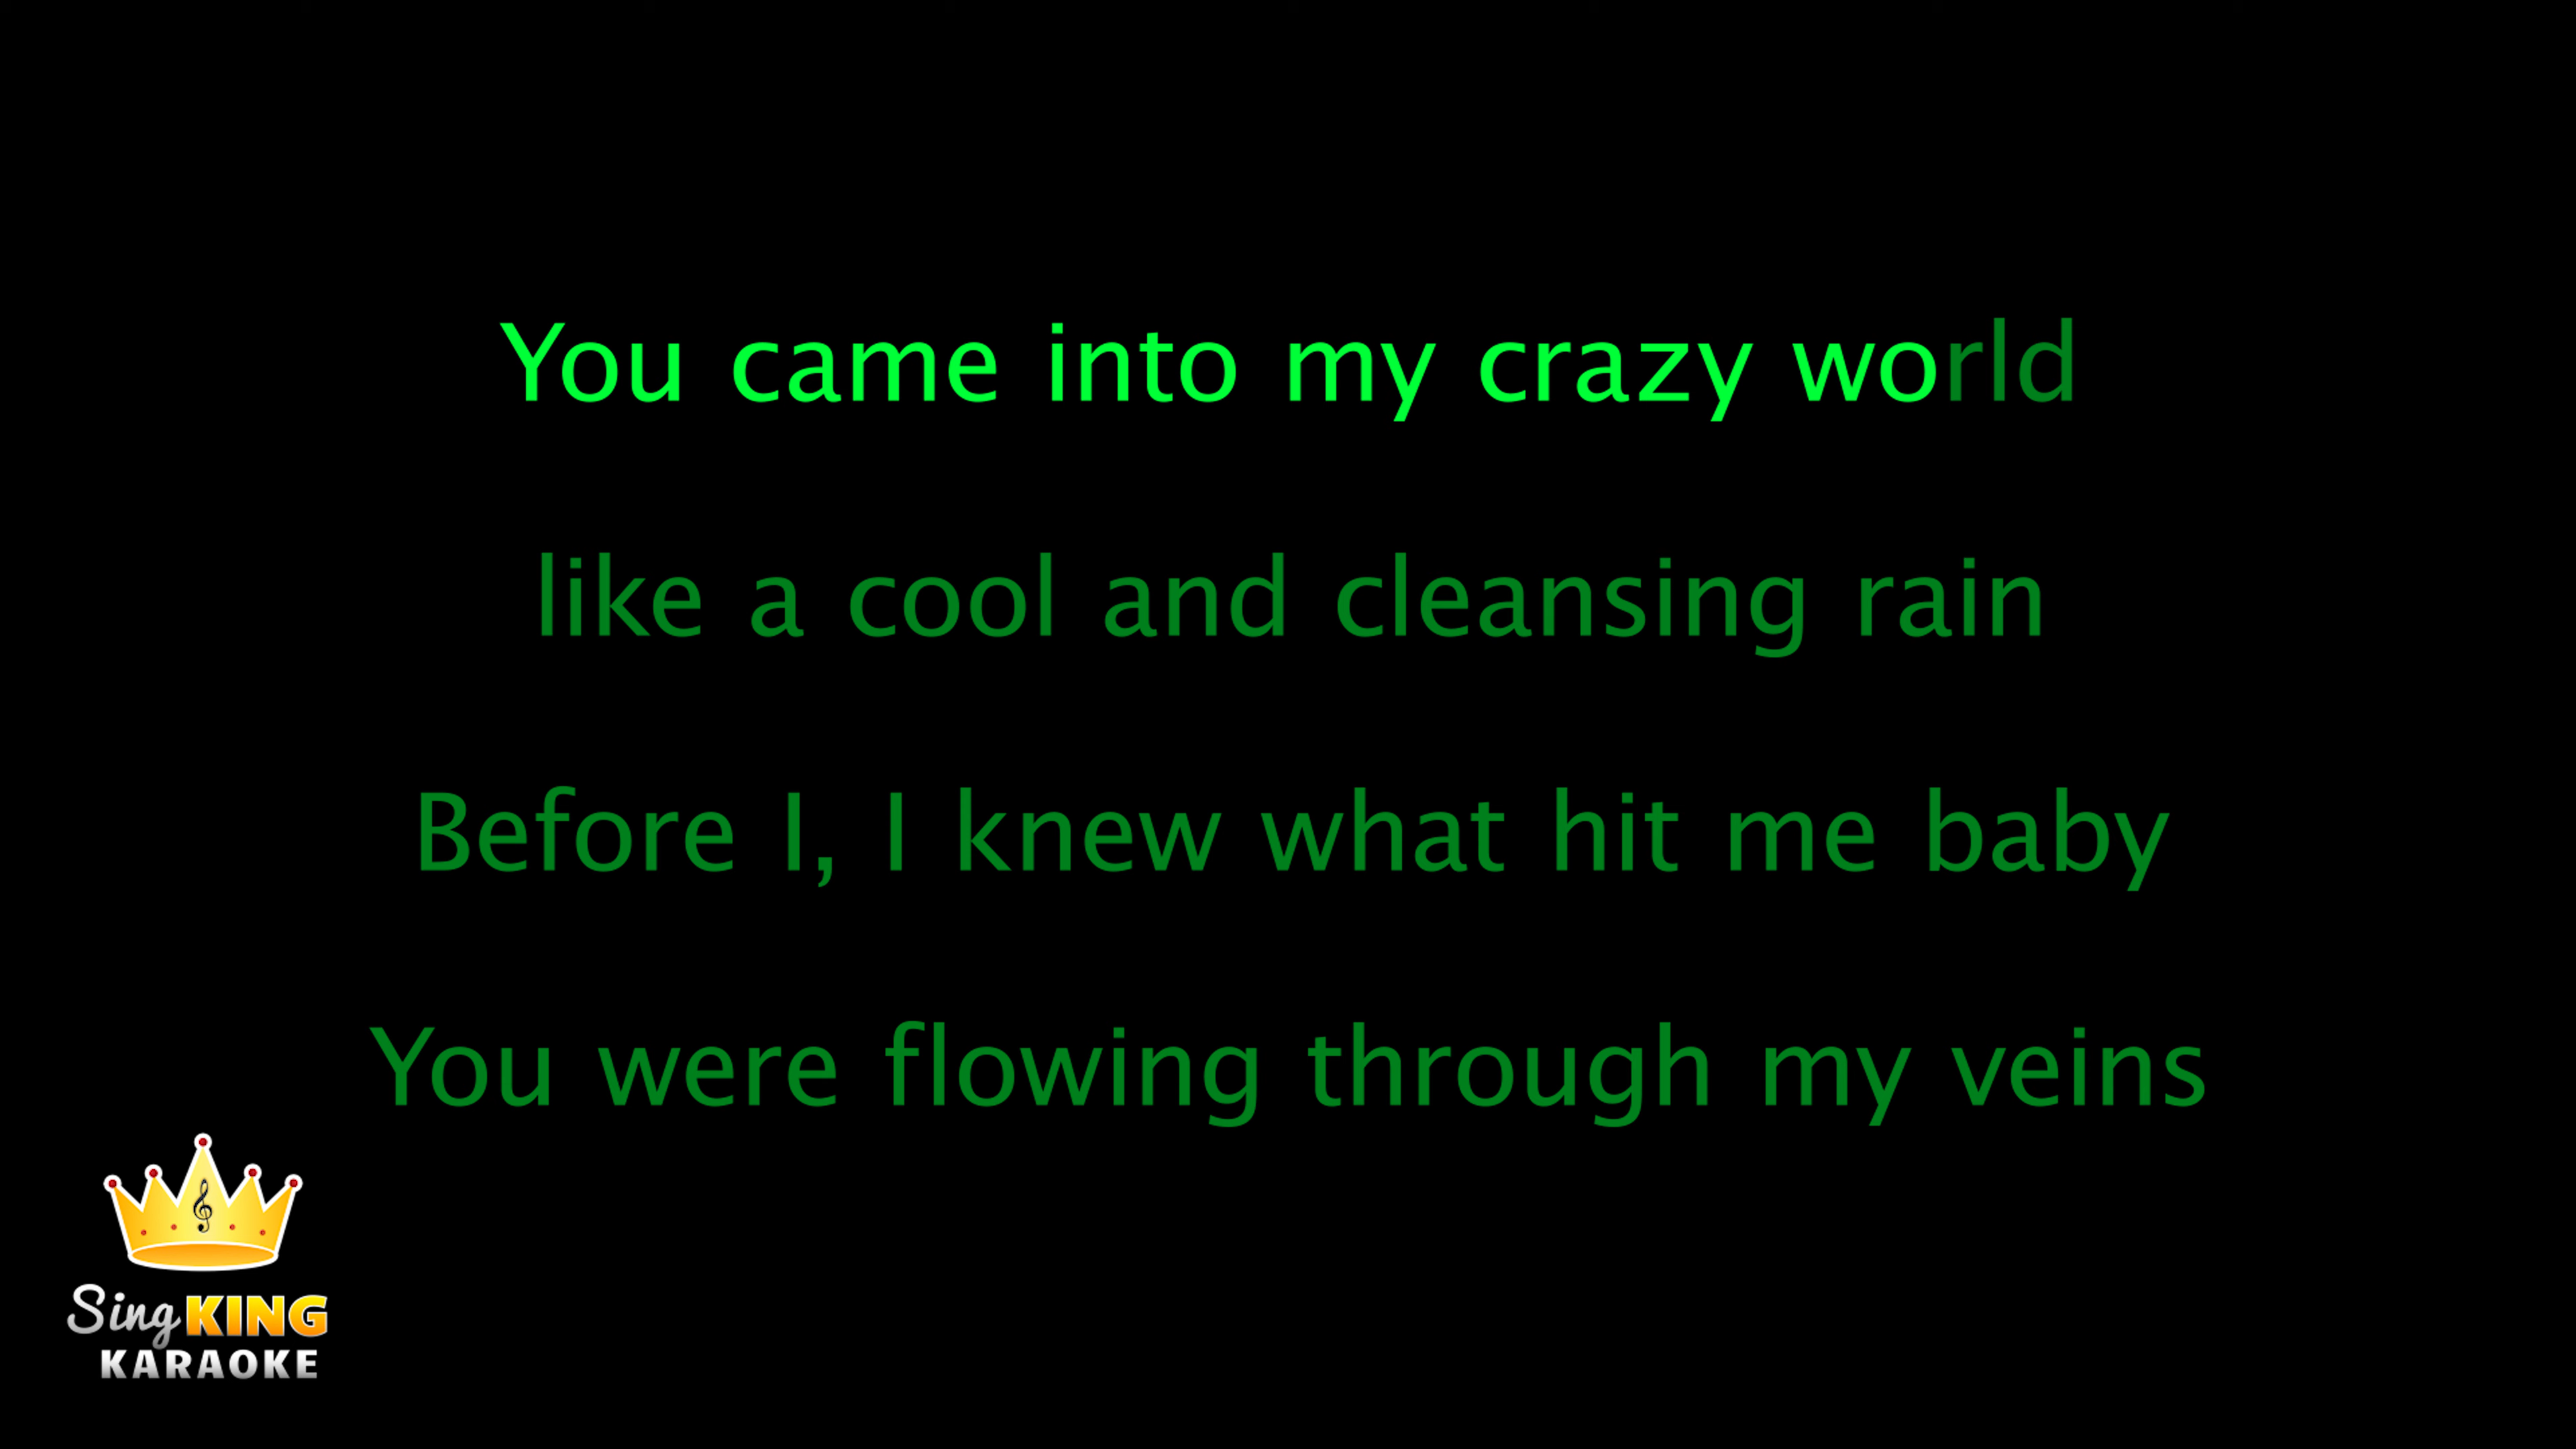 You came into my crazy world
like a cool and cleansing rain
Before I, I knew what hit me baby
You were flowing through my veins
Sing KING
KARAOKE